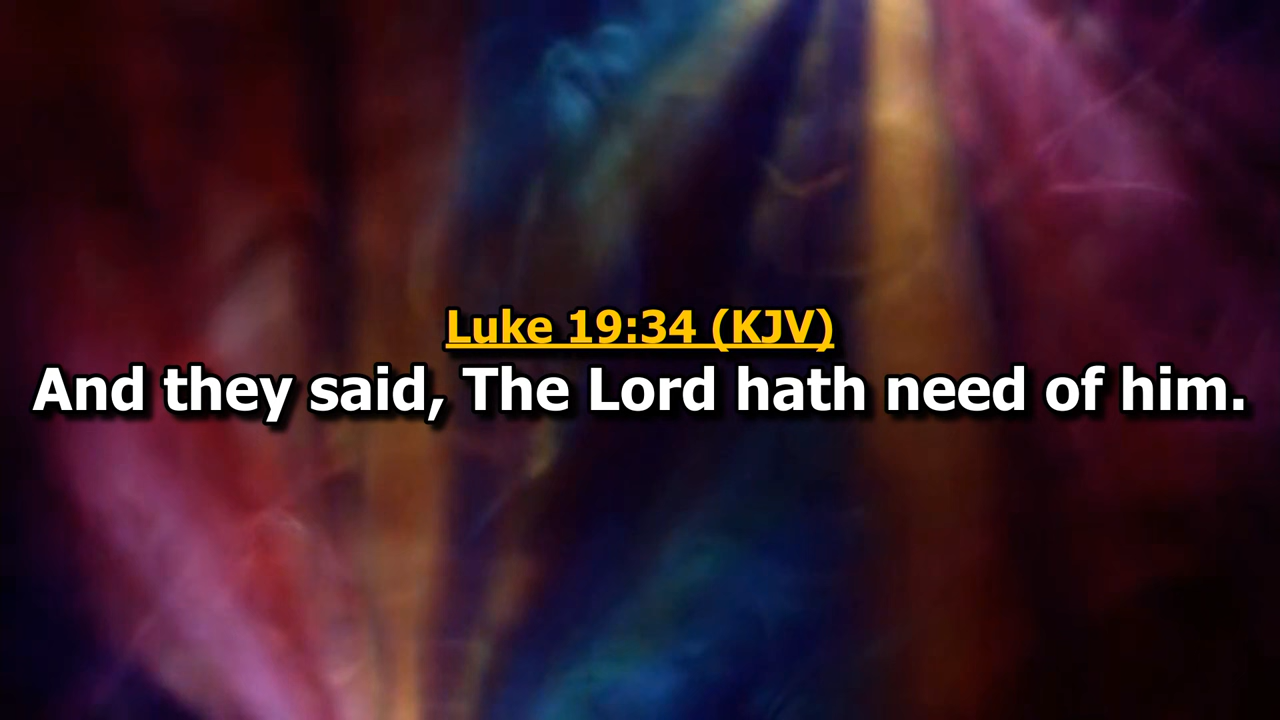 Luke 19:34 (KJV)
And they said, The Lord hath need of him.